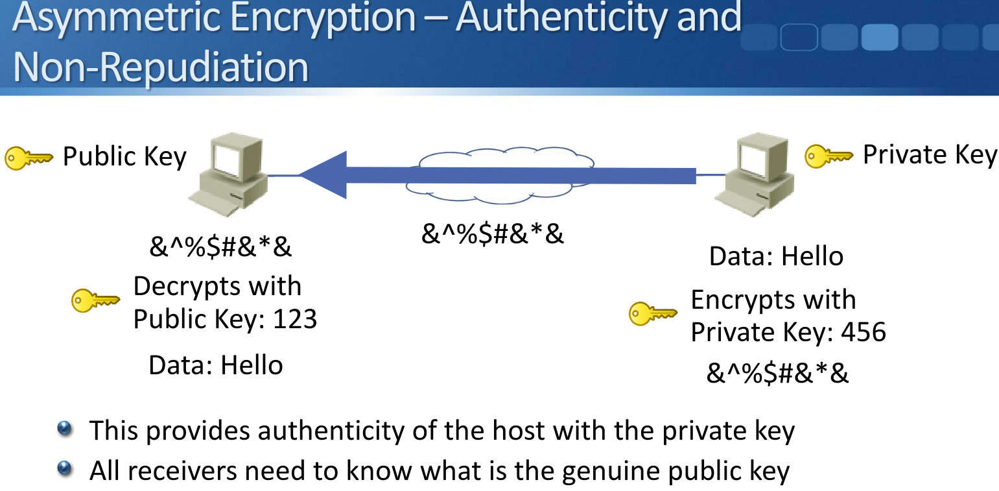 Asymmetric Encryption – Authenticity and
Non-Repudiation
Public Key
Private Key
&^%$#&*&
&^%$#&*&
Decrypts with
Public Key: 123
Data: Hello
Data: Hello
Encrypts with
Private Key: 456
&^%$#&*&
This provides authenticity of the host with the private key
All receivers need to know what is the genuine public key